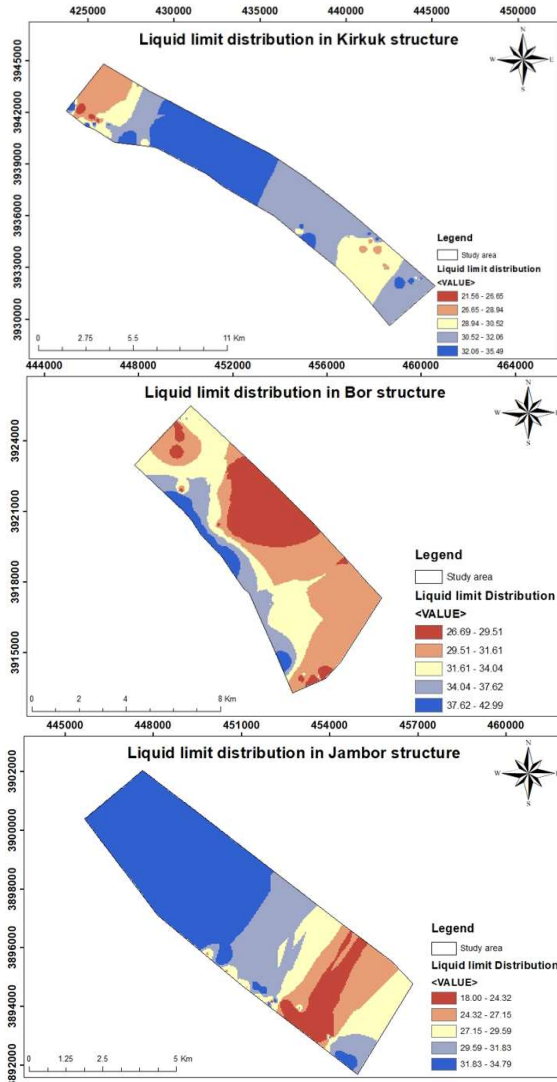 425000 430000 435000 440000 445000 450000
Liquid limit distribution in Kirkuk structure
N
W E
S
3945000
3942000
3939000
3936000
3933000
3930000
Legend
Study area
Liquid limit distribution
<VALUE>
21.56 - 26.65
26.65 - 28.94
28.94 - 30.52
30.52 - 32.06
32.06 - 35.49
0 2.75 5.5 11 Km
444000 448000 452000 456000 460000 464000
Liquid limit distribution in Bor structure
N
W E
S
3924000
3921000
3918000
3915000
Legend
Study area
Liquid limit Distribution
<VALUE>
26.69 - 29.51
29.51 - 31.61
31.61 - 34.04
34.04 - 37.62
37.62 - 42.99
0 2 4 8 Km
445000 448000 451000 454000 457000 460000
Liquid limit distribution in Jambor structure
N
W E
S
3902000
3900000
3898000
3896000
3894000
3892000
Legend
Study area
Liquid limit Distribution
<VALUE>
18.00 - 24.32
24.32 - 27.15
27.15 - 29.59
29.59 - 31.83
31.83 - 34.79
0 1.25 2.5 5 Km